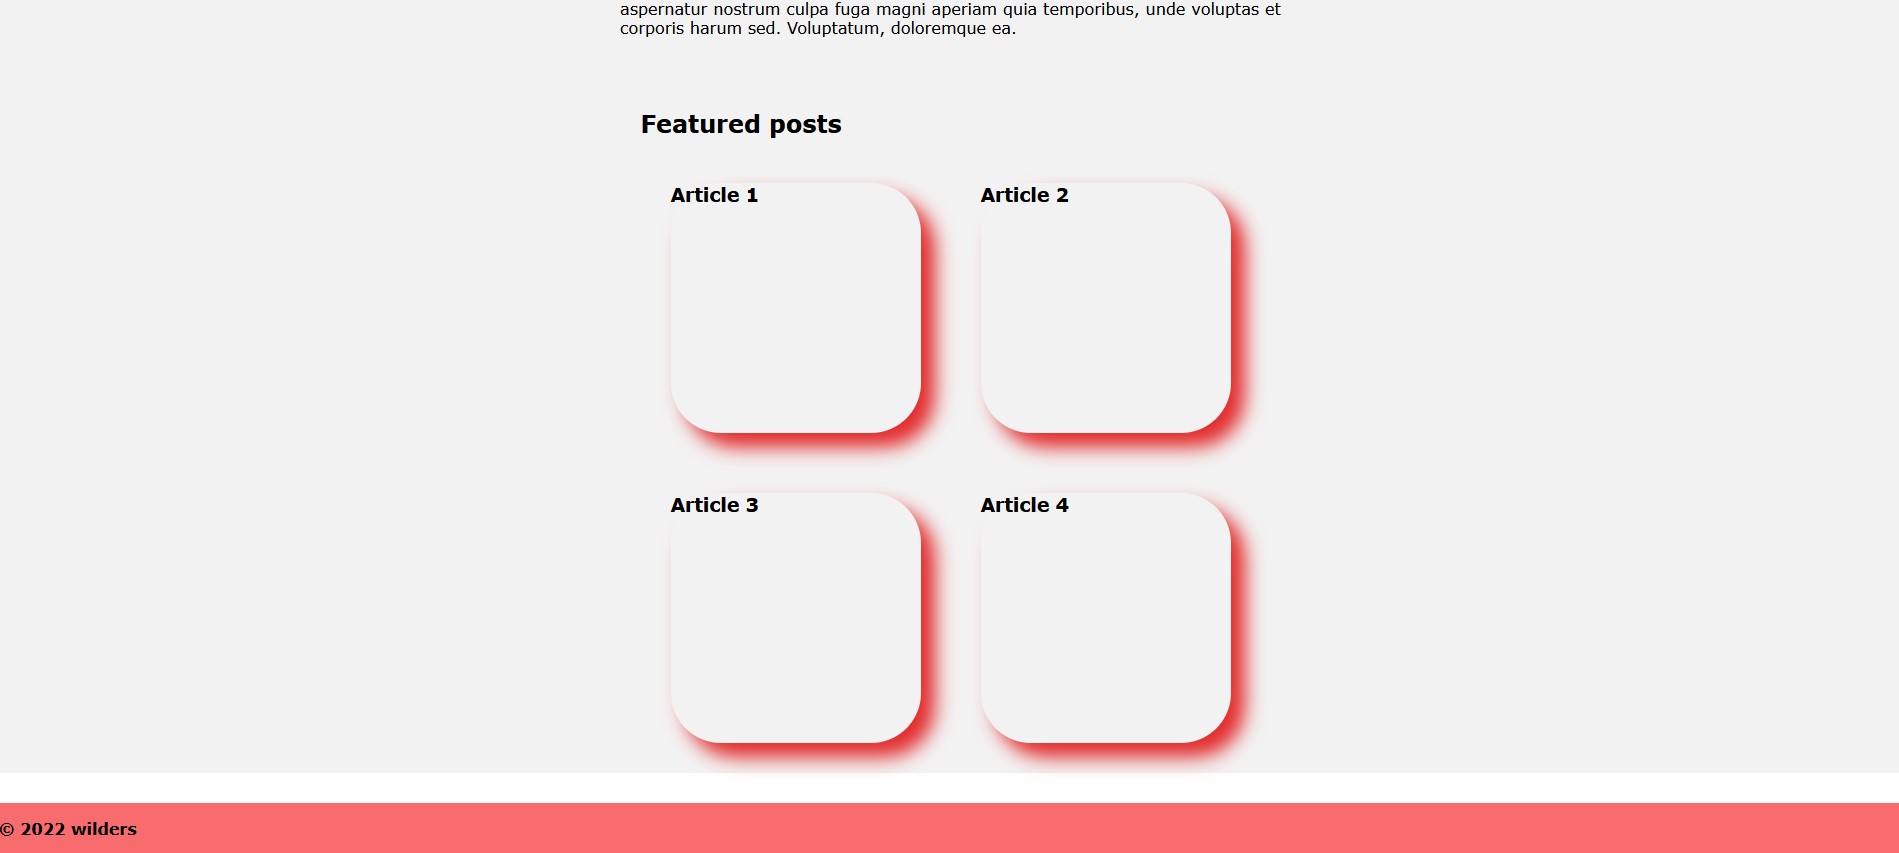 aspernatur nostrum culpa fuga magni aperiam quia temporibus, unde voluptas et
corporis harum sed. Voluptatum, doloremque ea.
Featured posts
Article 1
Article 2
Article 3
Article 4
© 2022 wilders